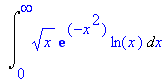 ∫₀^∞ √x e^(-x²) ln(x) dx